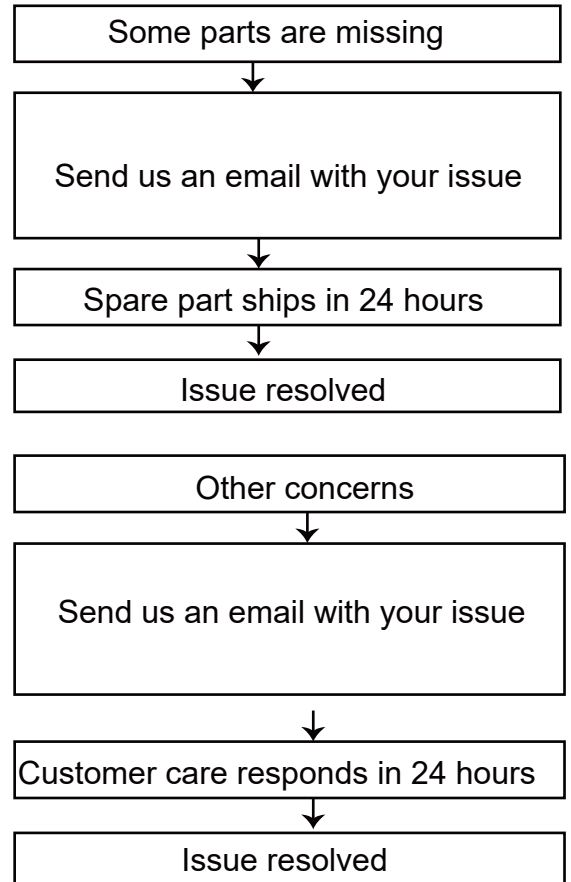 Some parts are missing
Send us an email with your issue
Spare part ships in 24 hours
Issue resolved
Other concerns
Send us an email with your issue
Customer care responds in 24 hours
Issue resolved